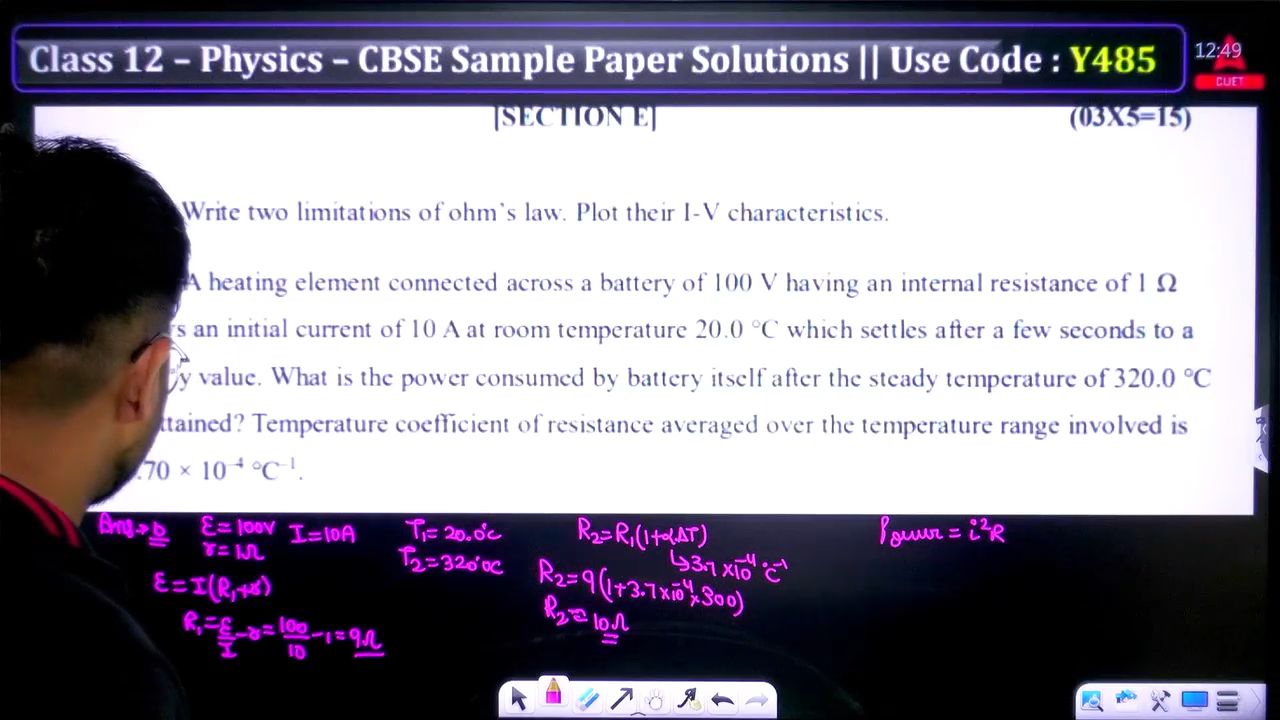 Class 12 – Physics – CBSE Sample Paper Solutions || Use Code : Y485
12:49
CUET
[SECTION E] (03X5=15)
Write two limitations of ohm's law. Plot their I-V characteristics.
A heating element connected across a battery of 100 V having an internal resistance of 1 Ω
s an initial current of 10 A at room temperature 20.0 °C which settles after a few seconds to a
y value. What is the power consumed by battery itself after the steady temperature of 320.0 °C
ttained? Temperature coefficient of resistance averaged over the temperature range involved is
.70 × 10⁻⁴ °C⁻¹.
Ans→ b ε=100V I=10A
r=1Ω
ε=I(R₁+r)
R₁=ε/I-r=100/10-1=9Ω
T₁=20.0°C
T₂=320°C
R₂=R₁(1+αΔT)
↳3.7×10⁻⁴°C⁻¹
R₂=9(1+3.7×10⁻⁴×300)
R₂=10Ω
Power=i²R